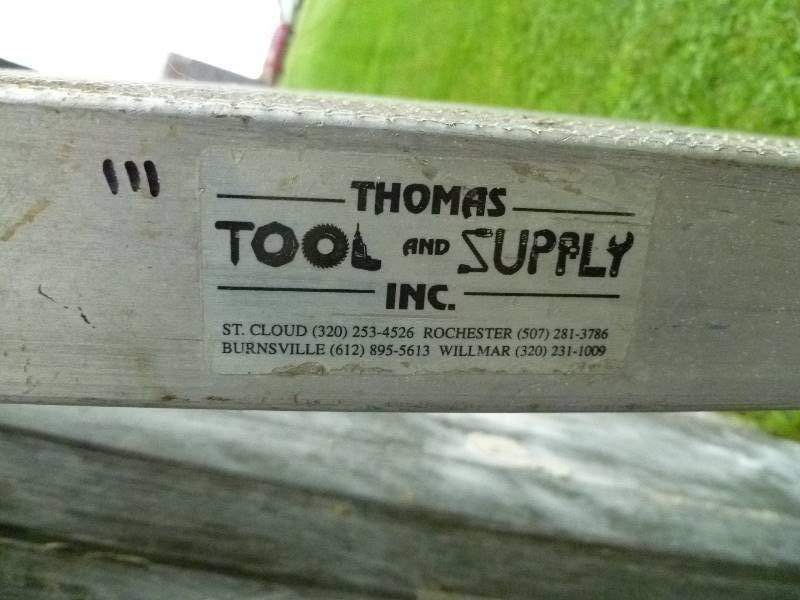 THOMAS
TOOL AND SUPPLY
INC.
ST. CLOUD (320) 253-4526 ROCHESTER (507) 281-3786
BURNSVILLE (612) 895-5613 WILLMAR (320) 231-1009